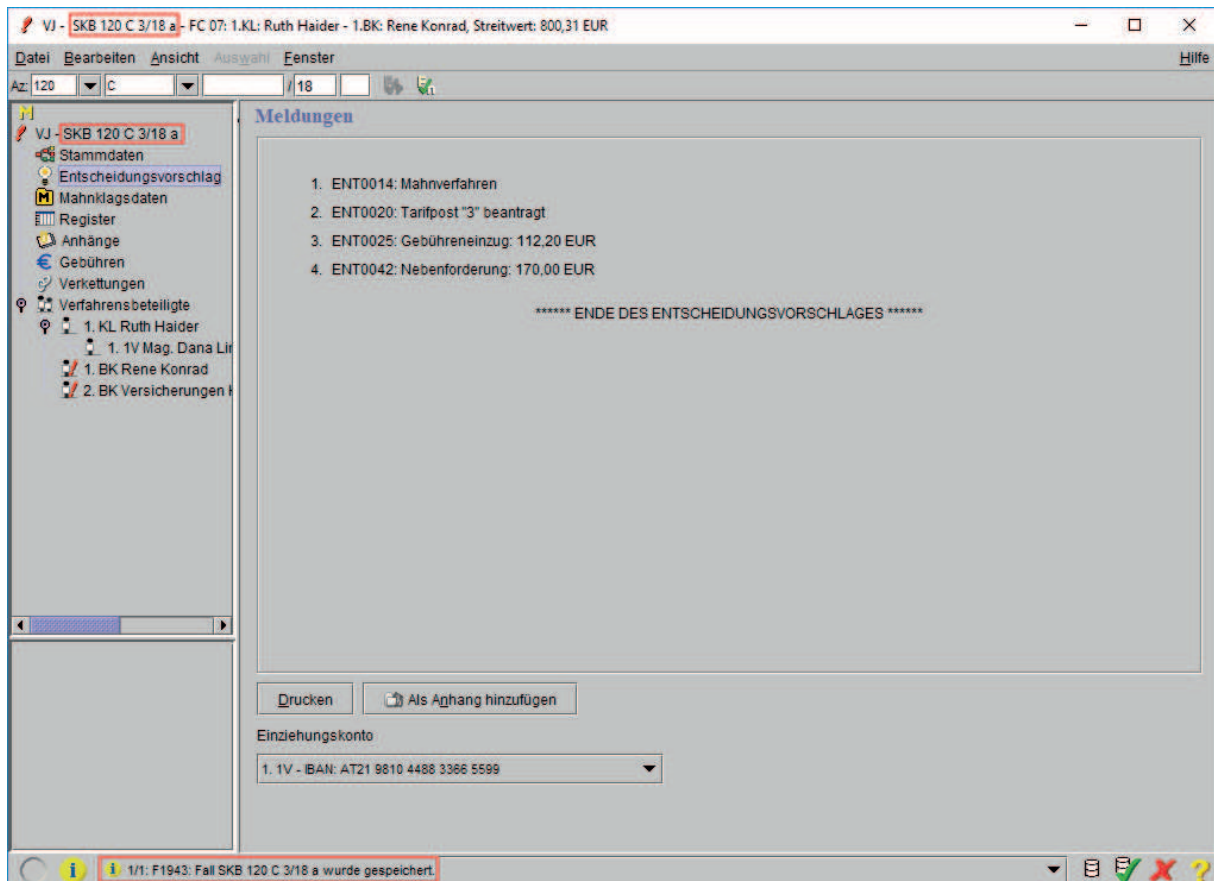 VJ - SKB 120 C 3/18 a - FC 07: 1.KL: Ruth Haider - 1.BK: Rene Konrad, Streitwert: 800,31 EUR
Datei Bearbeiten Ansicht Auswahl Fenster Hilfe
Az: 120 C / 18
M
VJ - SKB 120 C 3/18 a
Stammdaten
Entscheidungsvorschlag
M Mahnklagsdaten
Register
Anhänge
€ Gebühren
Verkettungen
Verfahrensbeteiligte
1. KL Ruth Haider
1. 1V Mag. Dana Lir
1. BK Rene Konrad
2. BK Versicherungen
Meldungen
1. ENT0014: Mahnverfahren
2. ENT0020: Tarifpost "3" beantragt
3. ENT0025: Gebühreneinzug: 112,20 EUR
4. ENT0042: Nebenforderung: 170,00 EUR
****** ENDE DES ENTSCHEIDUNGSVORSCHLAGES ******
Drucken Als Anhang hinzufügen
Einziehungskonto
1. 1V - IBAN: AT21 9810 4488 3366 5599
i i 1/1: F1943: Fall SKB 120 C 3/18 a wurde gespeichert. ?